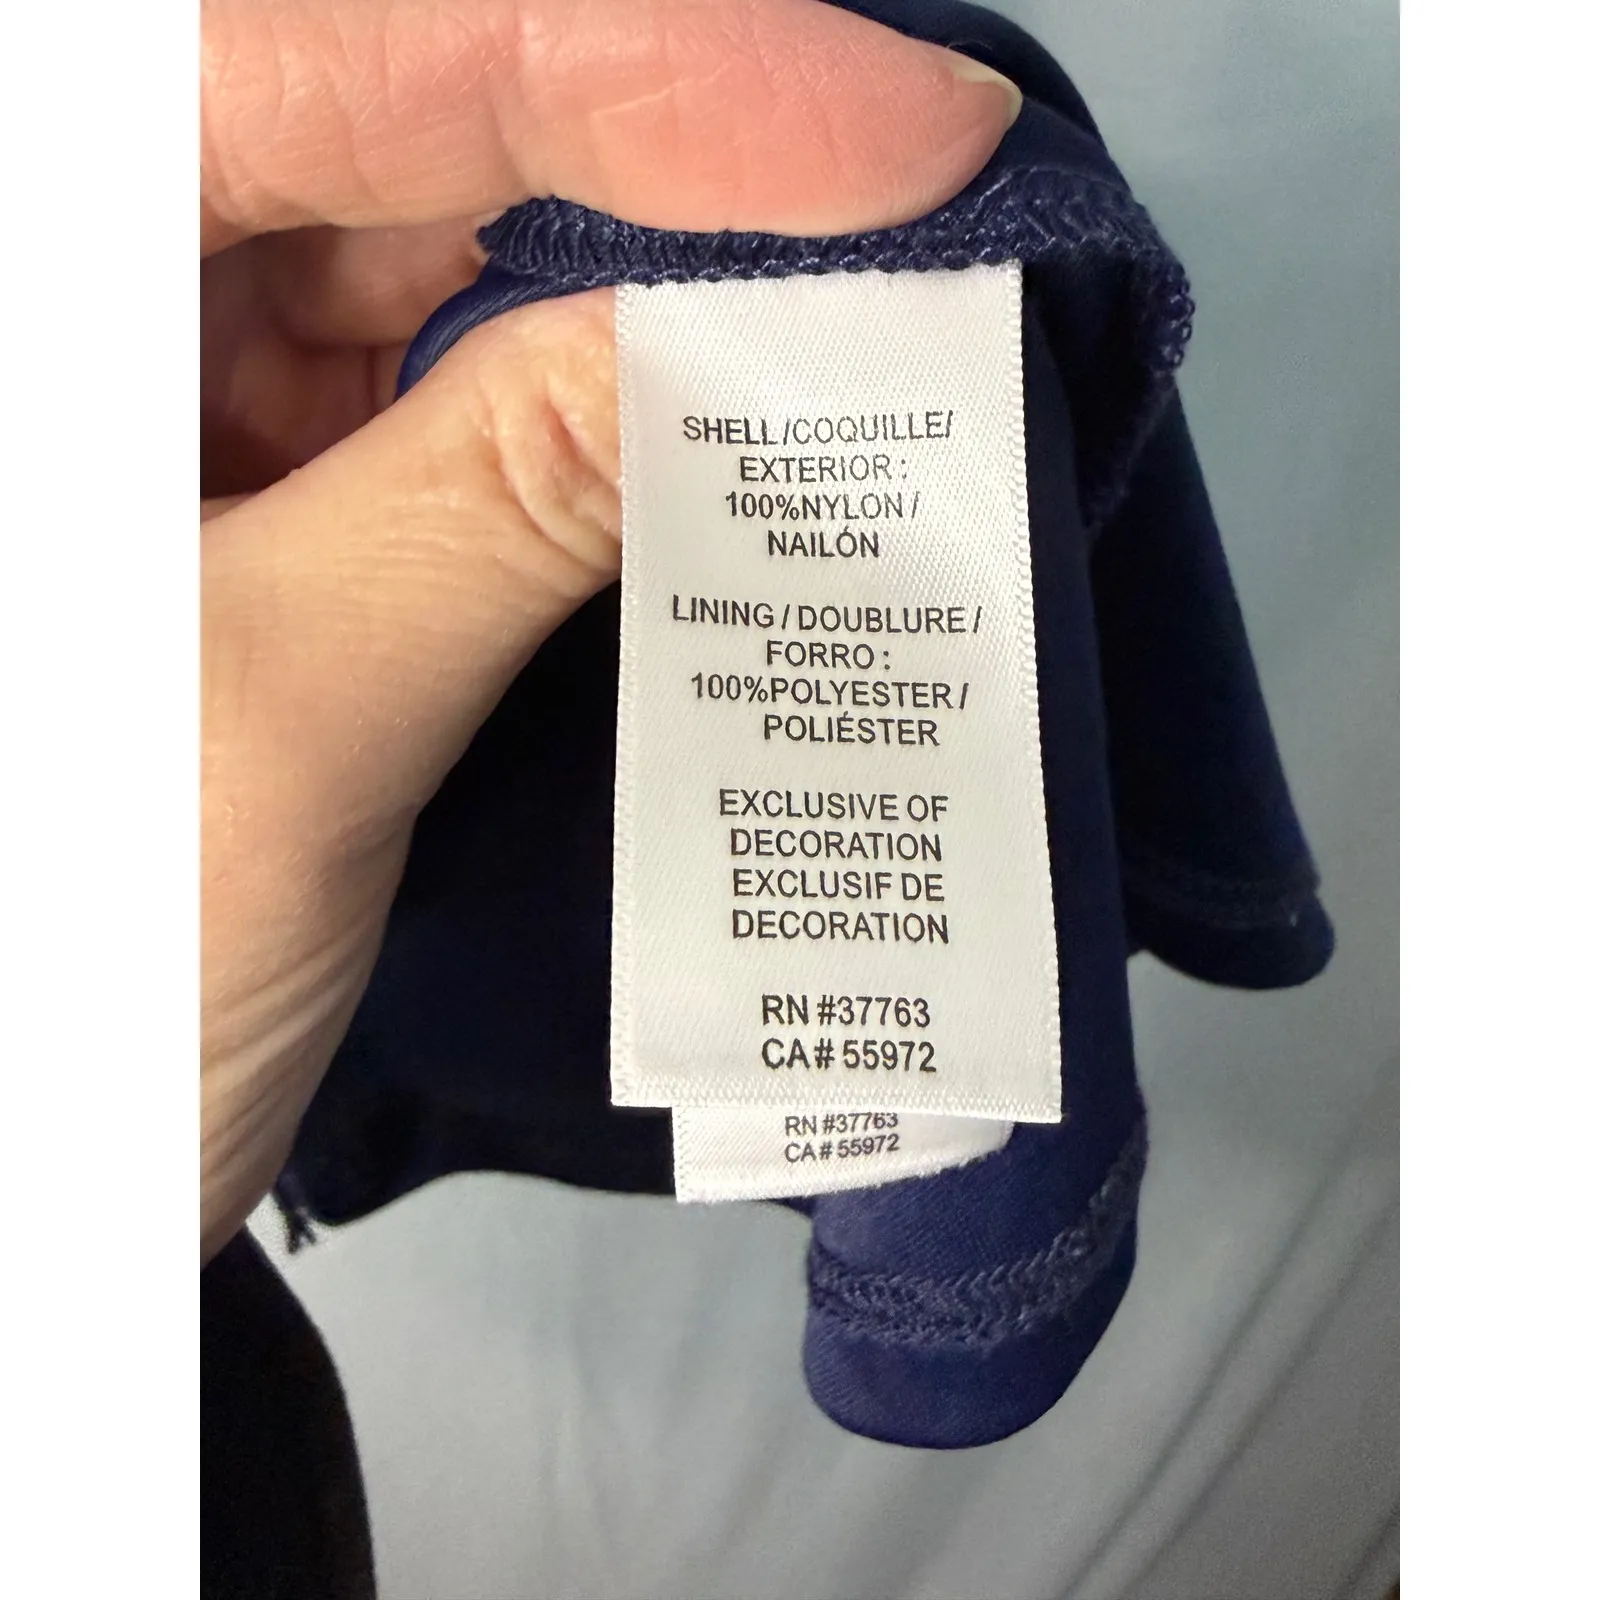 SHELL/COQUILLE/
EXTERIOR:
100%NYLON/
NAILÓN
LINING/DOUBLURE/
FORRO:
100%POLYESTER/
POLIÉSTER
EXCLUSIVE OF
DECORATION
EXCLUSIF DE
DECORATION
RN #37763
CA# 55972
RN #37763
CA# 55972